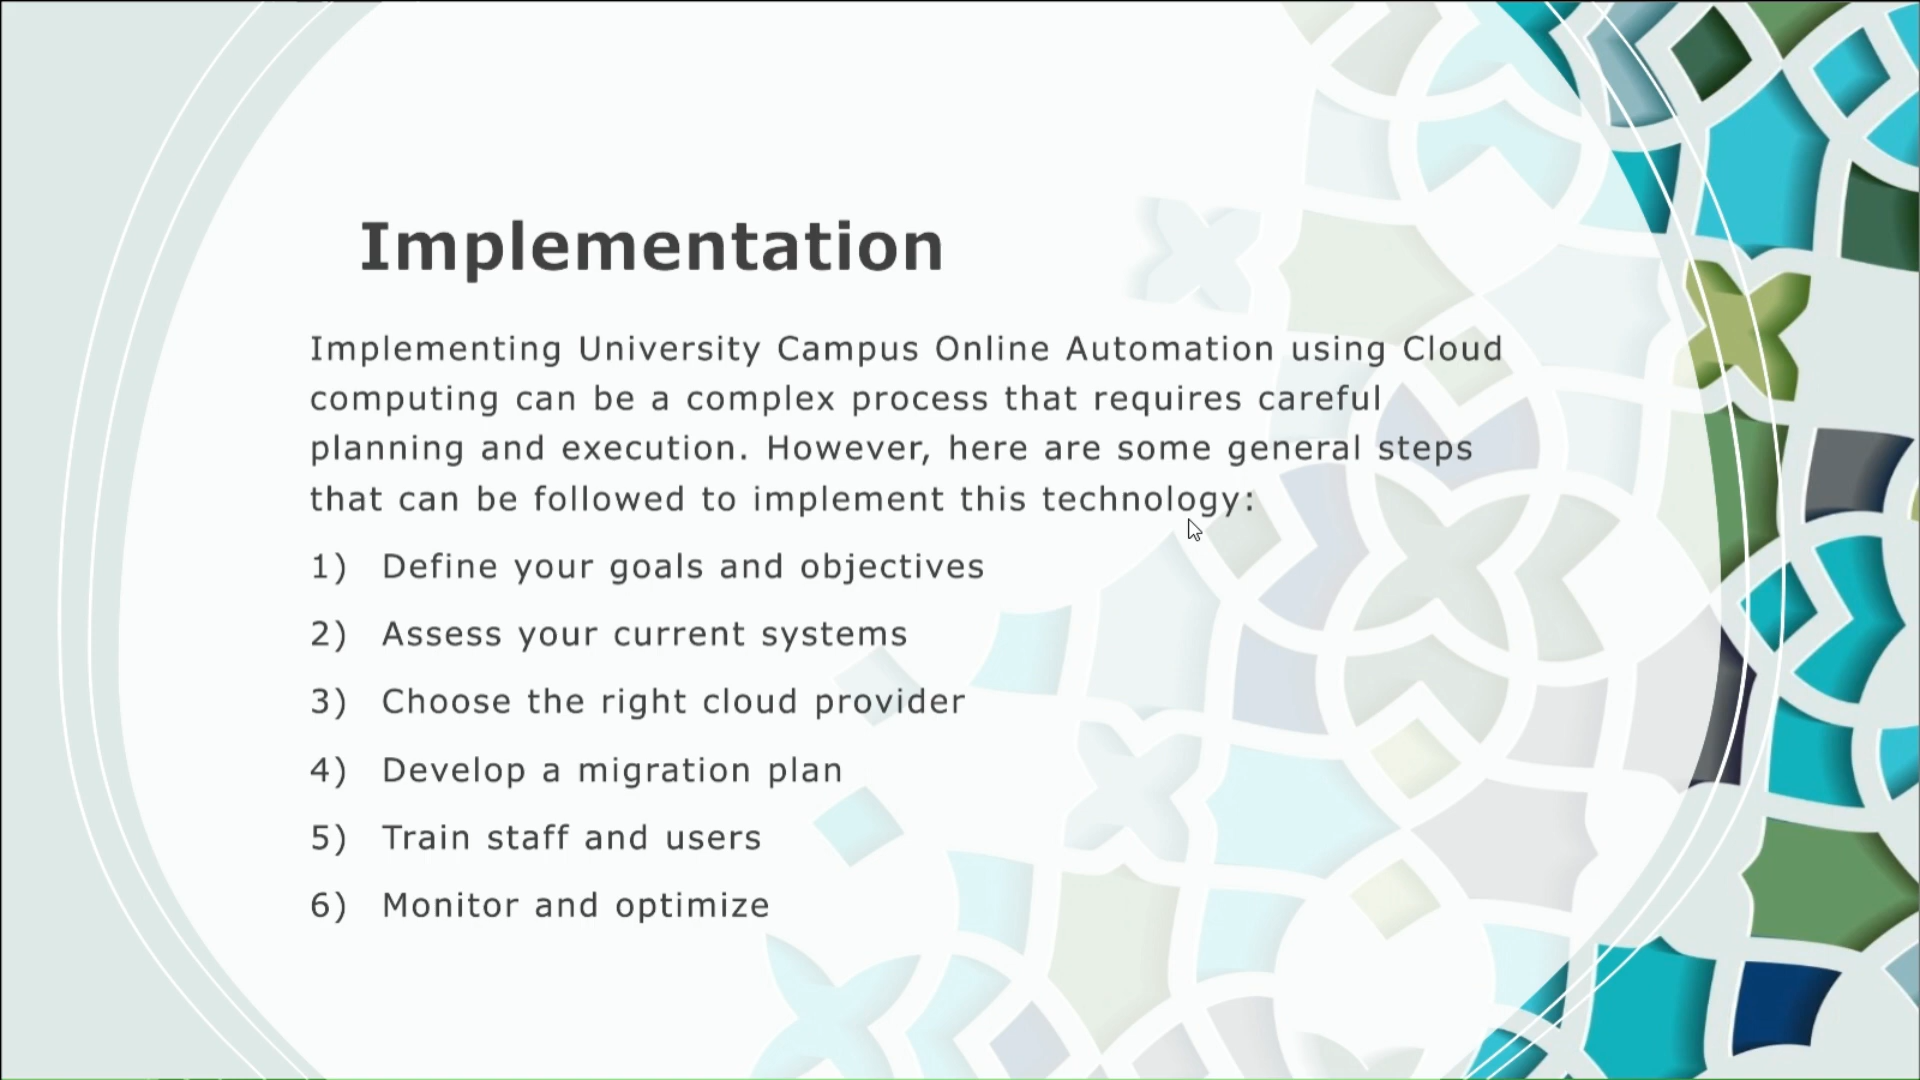 Implementation
Implementing University Campus Online Automation using Cloud
computing can be a complex process that requires careful
planning and execution. However, here are some general steps
that can be followed to implement this technology:
1) Define your goals and objectives
2) Assess your current systems
3) Choose the right cloud provider
4) Develop a migration plan
5) Train staff and users
6) Monitor and optimize